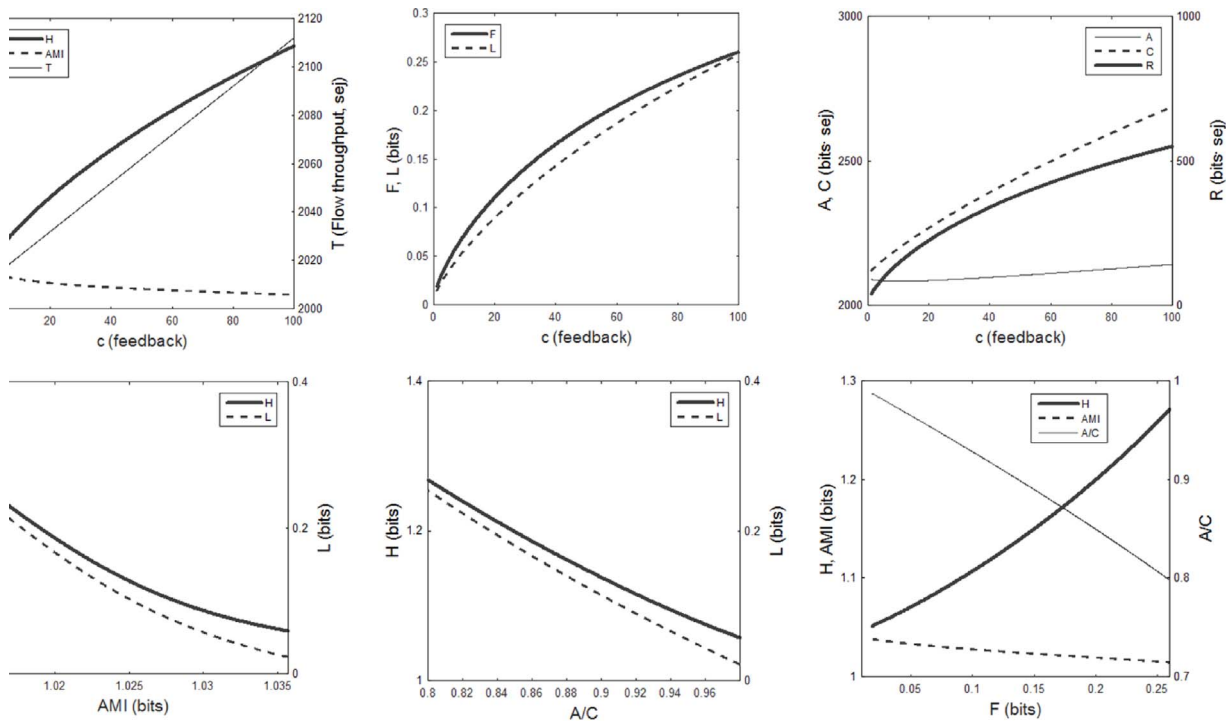 H
AMI
T
2120
2100
2080
2060
2040
2020
2000
T (Flow throughput, sej)
20 40 60 80 100
c (feedback)
0.3
0.25
0.2
0.15
0.1
0.05
0
F, L (bits)
F
L
0 20 40 60 80 100
c (feedback)
3000
2500
2000
A, C (bits· sej)
A
C
R
1000
500
0
R (bits· sej)
0 20 40 60 80 100
c (feedback)
H
L
0.4
0.2
0
L (bits)
1.02 1.025 1.03 1.035
AMI (bits)
1.4
1.2
1
H (bits)
H
L
0.4
0.2
0
L (bits)
0.8 0.82 0.84 0.86 0.88 0.9 0.92 0.94 0.96
A/C
1.3
1.2
1.1
1
H, AMI (bits)
H
AMI
A/C
1
0.9
0.8
0.7
A/C
0.05 0.1 0.15 0.2 0.25
F (bits)